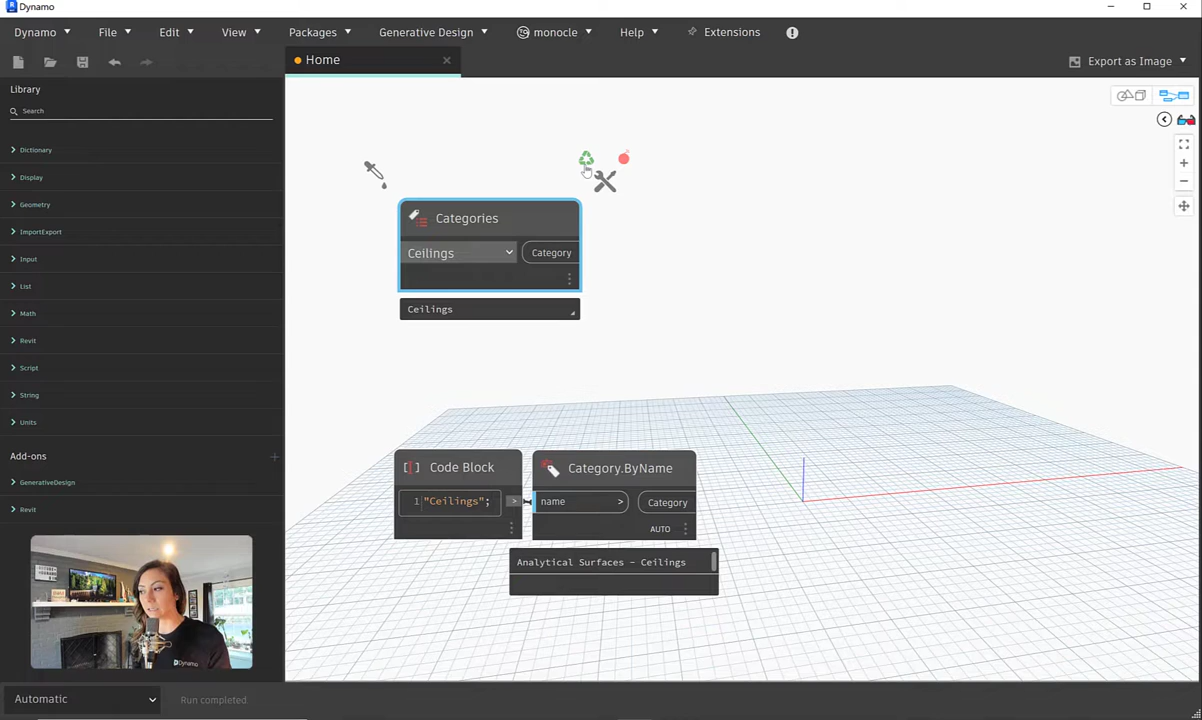 Dynamo
Dynamo File Edit View Packages Generative Design monocle Help Extensions
Home
Export as Image
Library
Search
Dictionary
Display
Geometry
ImportExport
Input
List
Math
Revit
Script
String
Units
Add-ons
GenerativeDesign
Revit
Categories
Ceilings Category
Ceilings
Code Block
1 "Ceilings"; >
Category.ByName
name > Category
AUTO
Analytical Surfaces - Ceilings
Dynamo
Automatic Run completed.